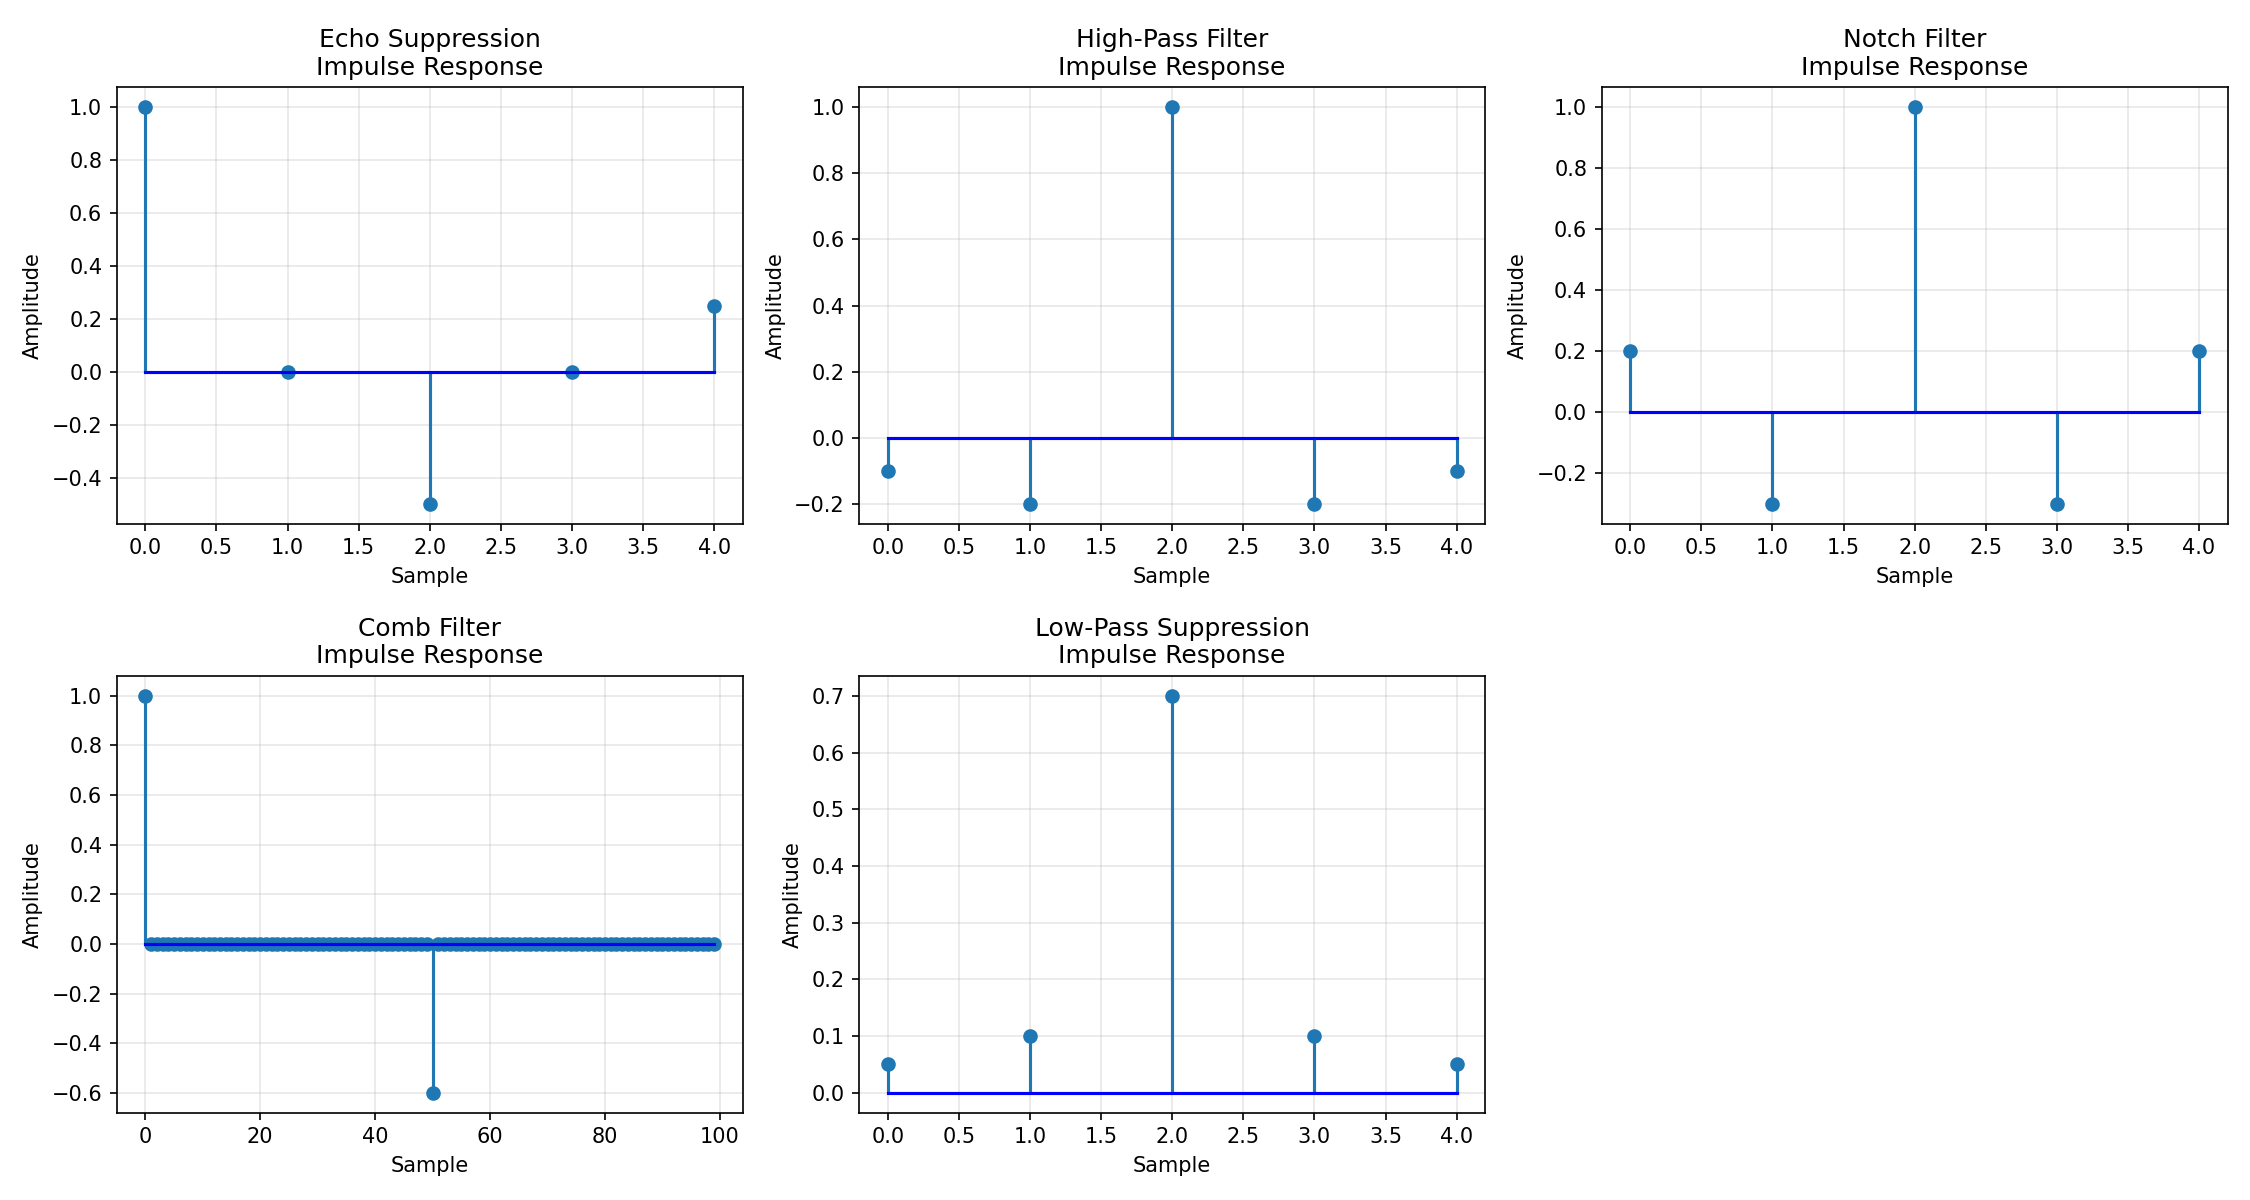 Echo Suppression
Impulse Response
Amplitude
1.0
0.8
0.6
0.4
0.2
0.0
−0.2
−0.4
0.0 0.5 1.0 1.5 2.0 2.5 3.0 3.5 4.0
Sample
High-Pass Filter
Impulse Response
Amplitude
1.0
0.8
0.6
0.4
0.2
0.0
−0.2
0.0 0.5 1.0 1.5 2.0 2.5 3.0 3.5 4.0
Sample
Notch Filter
Impulse Response
Amplitude
1.0
0.8
0.6
0.4
0.2
0.0
−0.2
0.0 0.5 1.0 1.5 2.0 2.5 3.0 3.5 4.0
Sample
Comb Filter
Impulse Response
Amplitude
1.0
0.8
0.6
0.4
0.2
0.0
−0.2
−0.4
−0.6
0 20 40 60 80 100
Sample
Low-Pass Suppression
Impulse Response
Amplitude
0.7
0.6
0.5
0.4
0.3
0.2
0.1
0.0
0.0 0.5 1.0 1.5 2.0 2.5 3.0 3.5 4.0
Sample